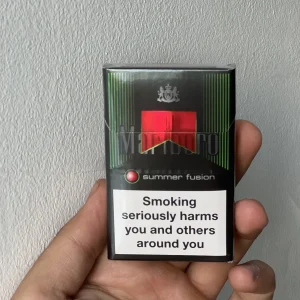 Marlboro
summer fusion
Smoking
seriously harms
you and others
around you